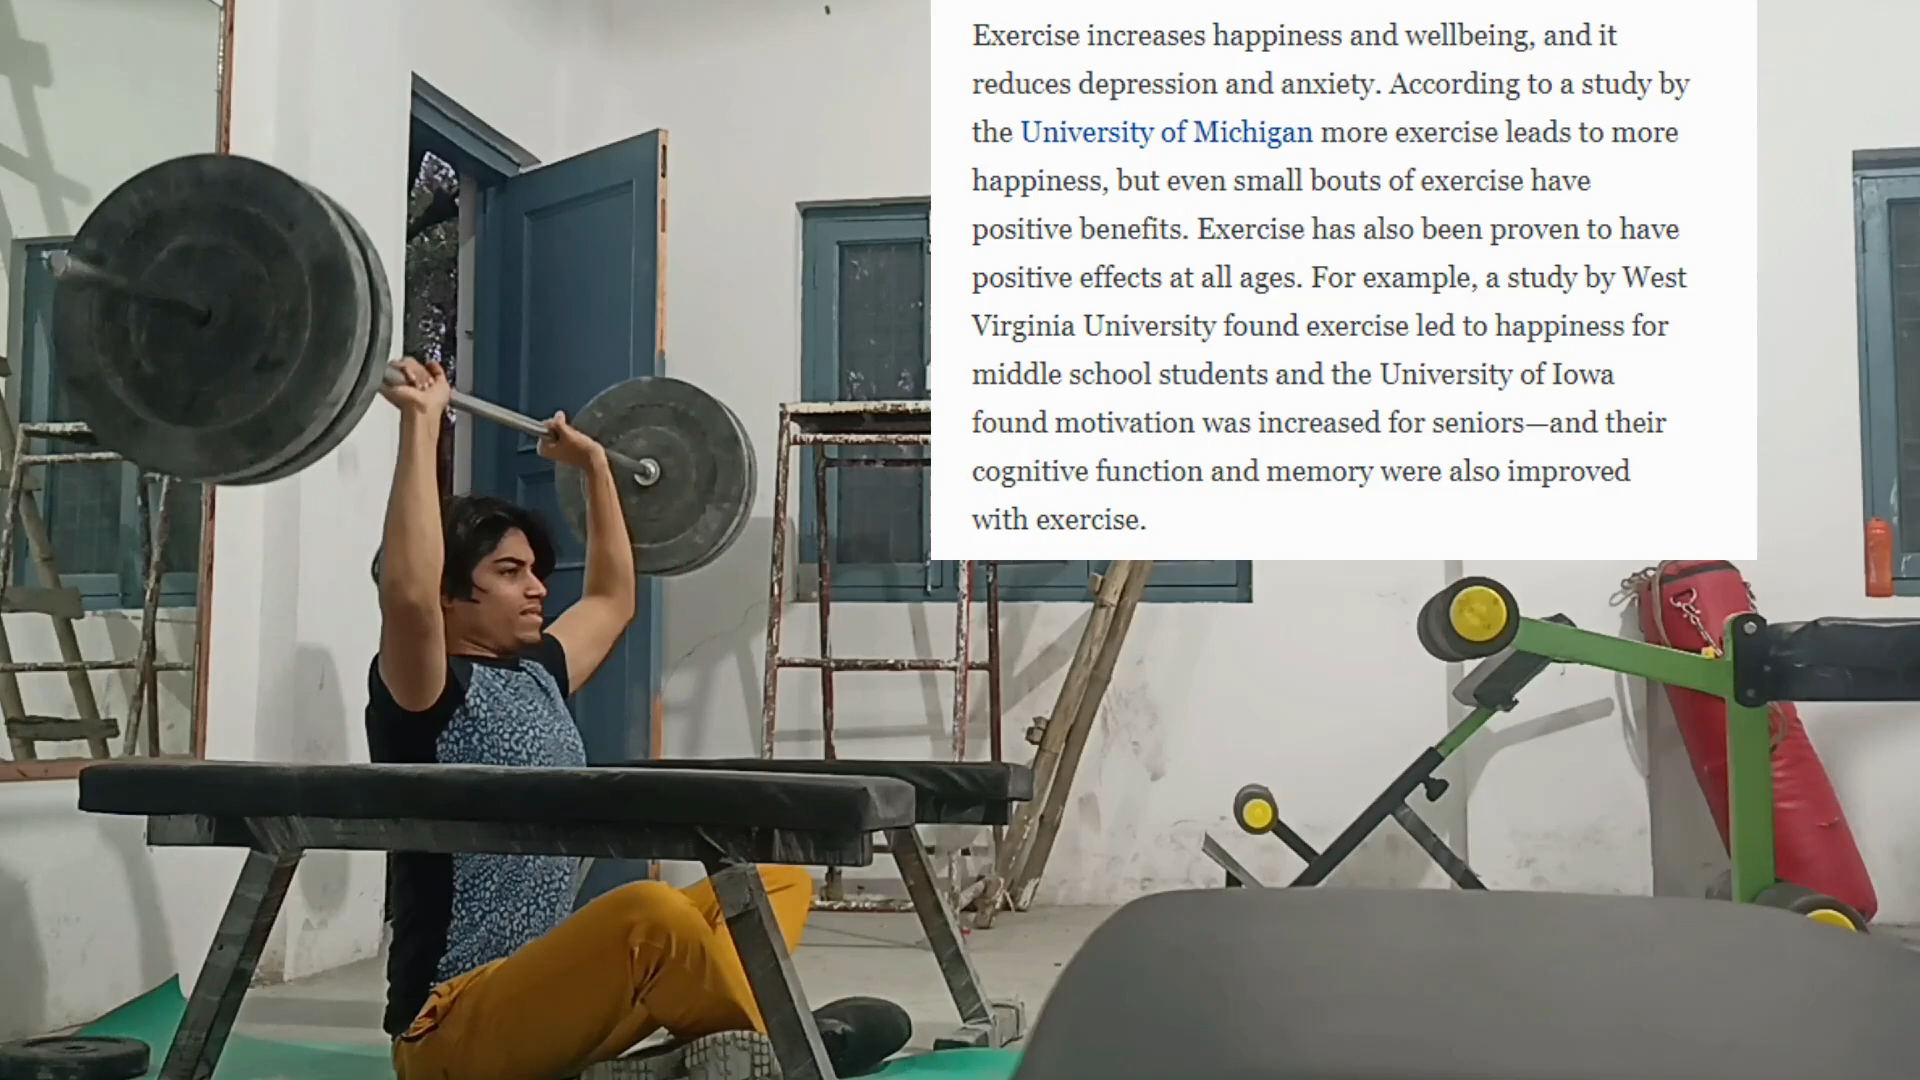 Exercise increases happiness and wellbeing, and it
reduces depression and anxiety. According to a study by
the University of Michigan more exercise leads to more
happiness, but even small bouts of exercise have
positive benefits. Exercise has also been proven to have
positive effects at all ages. For example, a study by West
Virginia University found exercise led to happiness for
middle school students and the University of Iowa
found motivation was increased for seniors—and their
cognitive function and memory were also improved
with exercise.